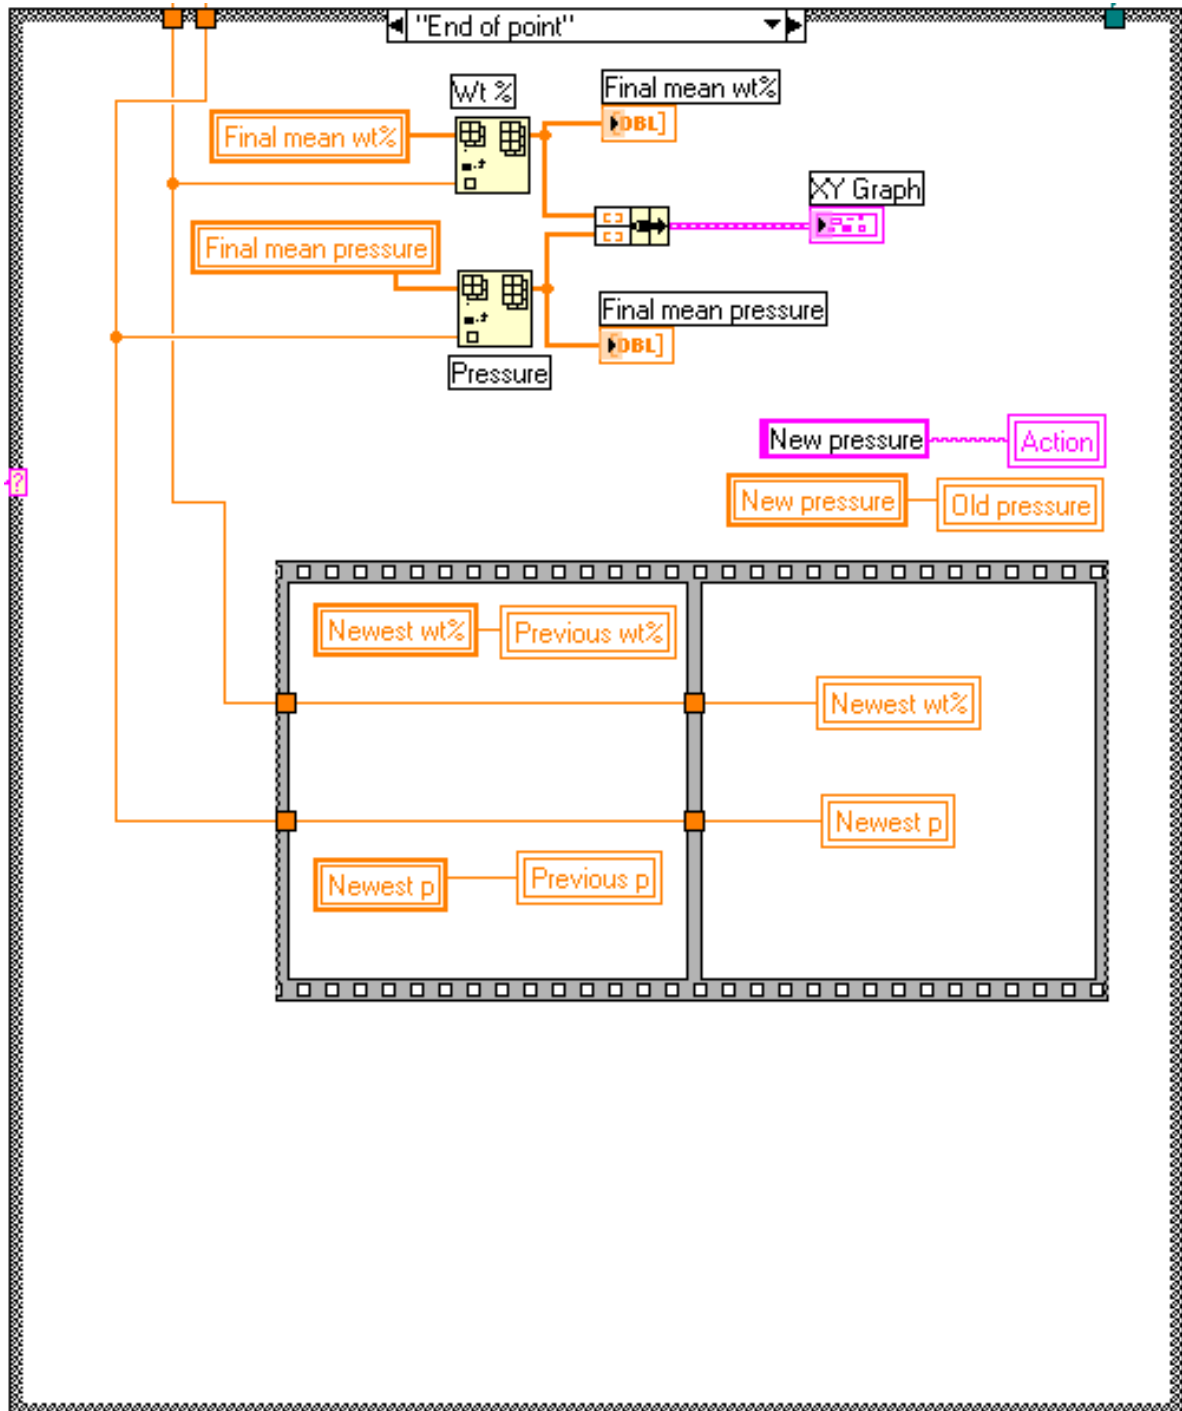 "End of point"
Wt %
Final mean wt%
Final mean wt%
DBL
XY Graph
Final mean pressure
Final mean pressure
DBL
Pressure
New pressure
Action
New pressure
Old pressure
?
Newest wt%
Previous wt%
Newest wt%
Newest p
Newest p
Previous p